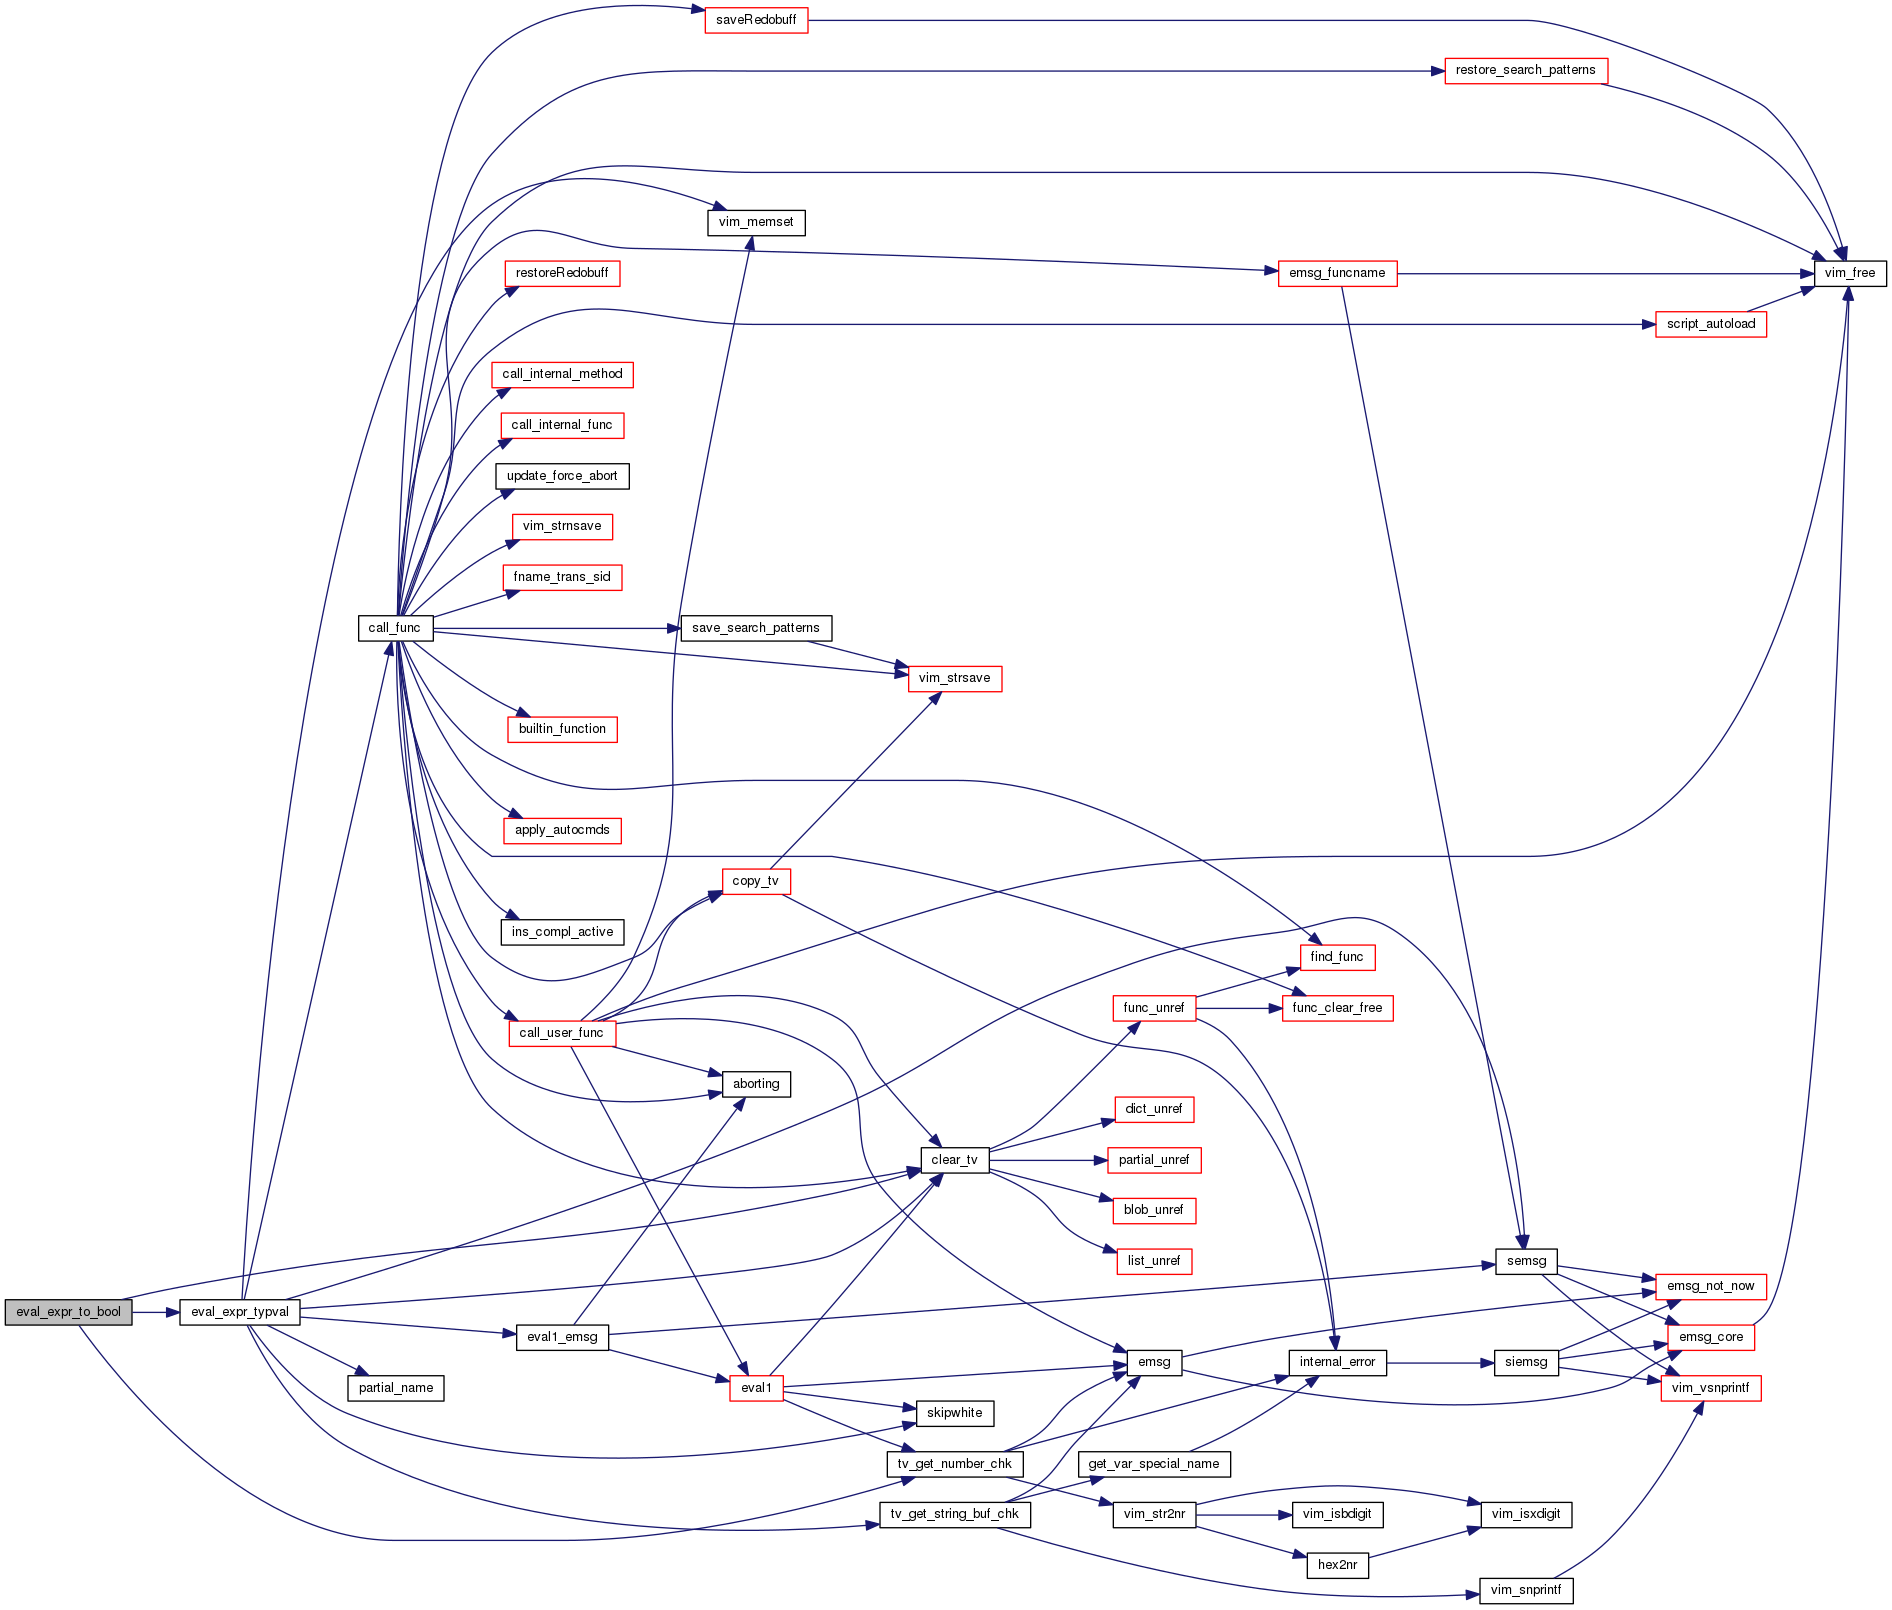 saveRedobuff
restore_search_patterns
vim_memset
restoreRedobuff
emsg_funcname
vim_free
script_autoload
call_internal_method
call_internal_func
update_force_abort
vim_strnsave
fname_trans_sid
call_func
save_search_patterns
vim_strsave
builtin_function
apply_autocmds
copy_tv
ins_compl_active
find_func
func_unref
func_clear_free
call_user_func
aborting
dict_unref
clear_tv
partial_unref
blob_unref
list_unref
semsg
emsg_not_now
eval_expr_to_bool
eval_expr_typval
eval1_emsg
emsg_core
emsg
internal_error
siemsg
partial_name
eval1
vim_vsnprintf
skipwhite
tv_get_number_chk
get_var_special_name
tv_get_string_buf_chk
vim_str2nr
vim_isbdigit
vim_isxdigit
hex2nr
vim_snprintf